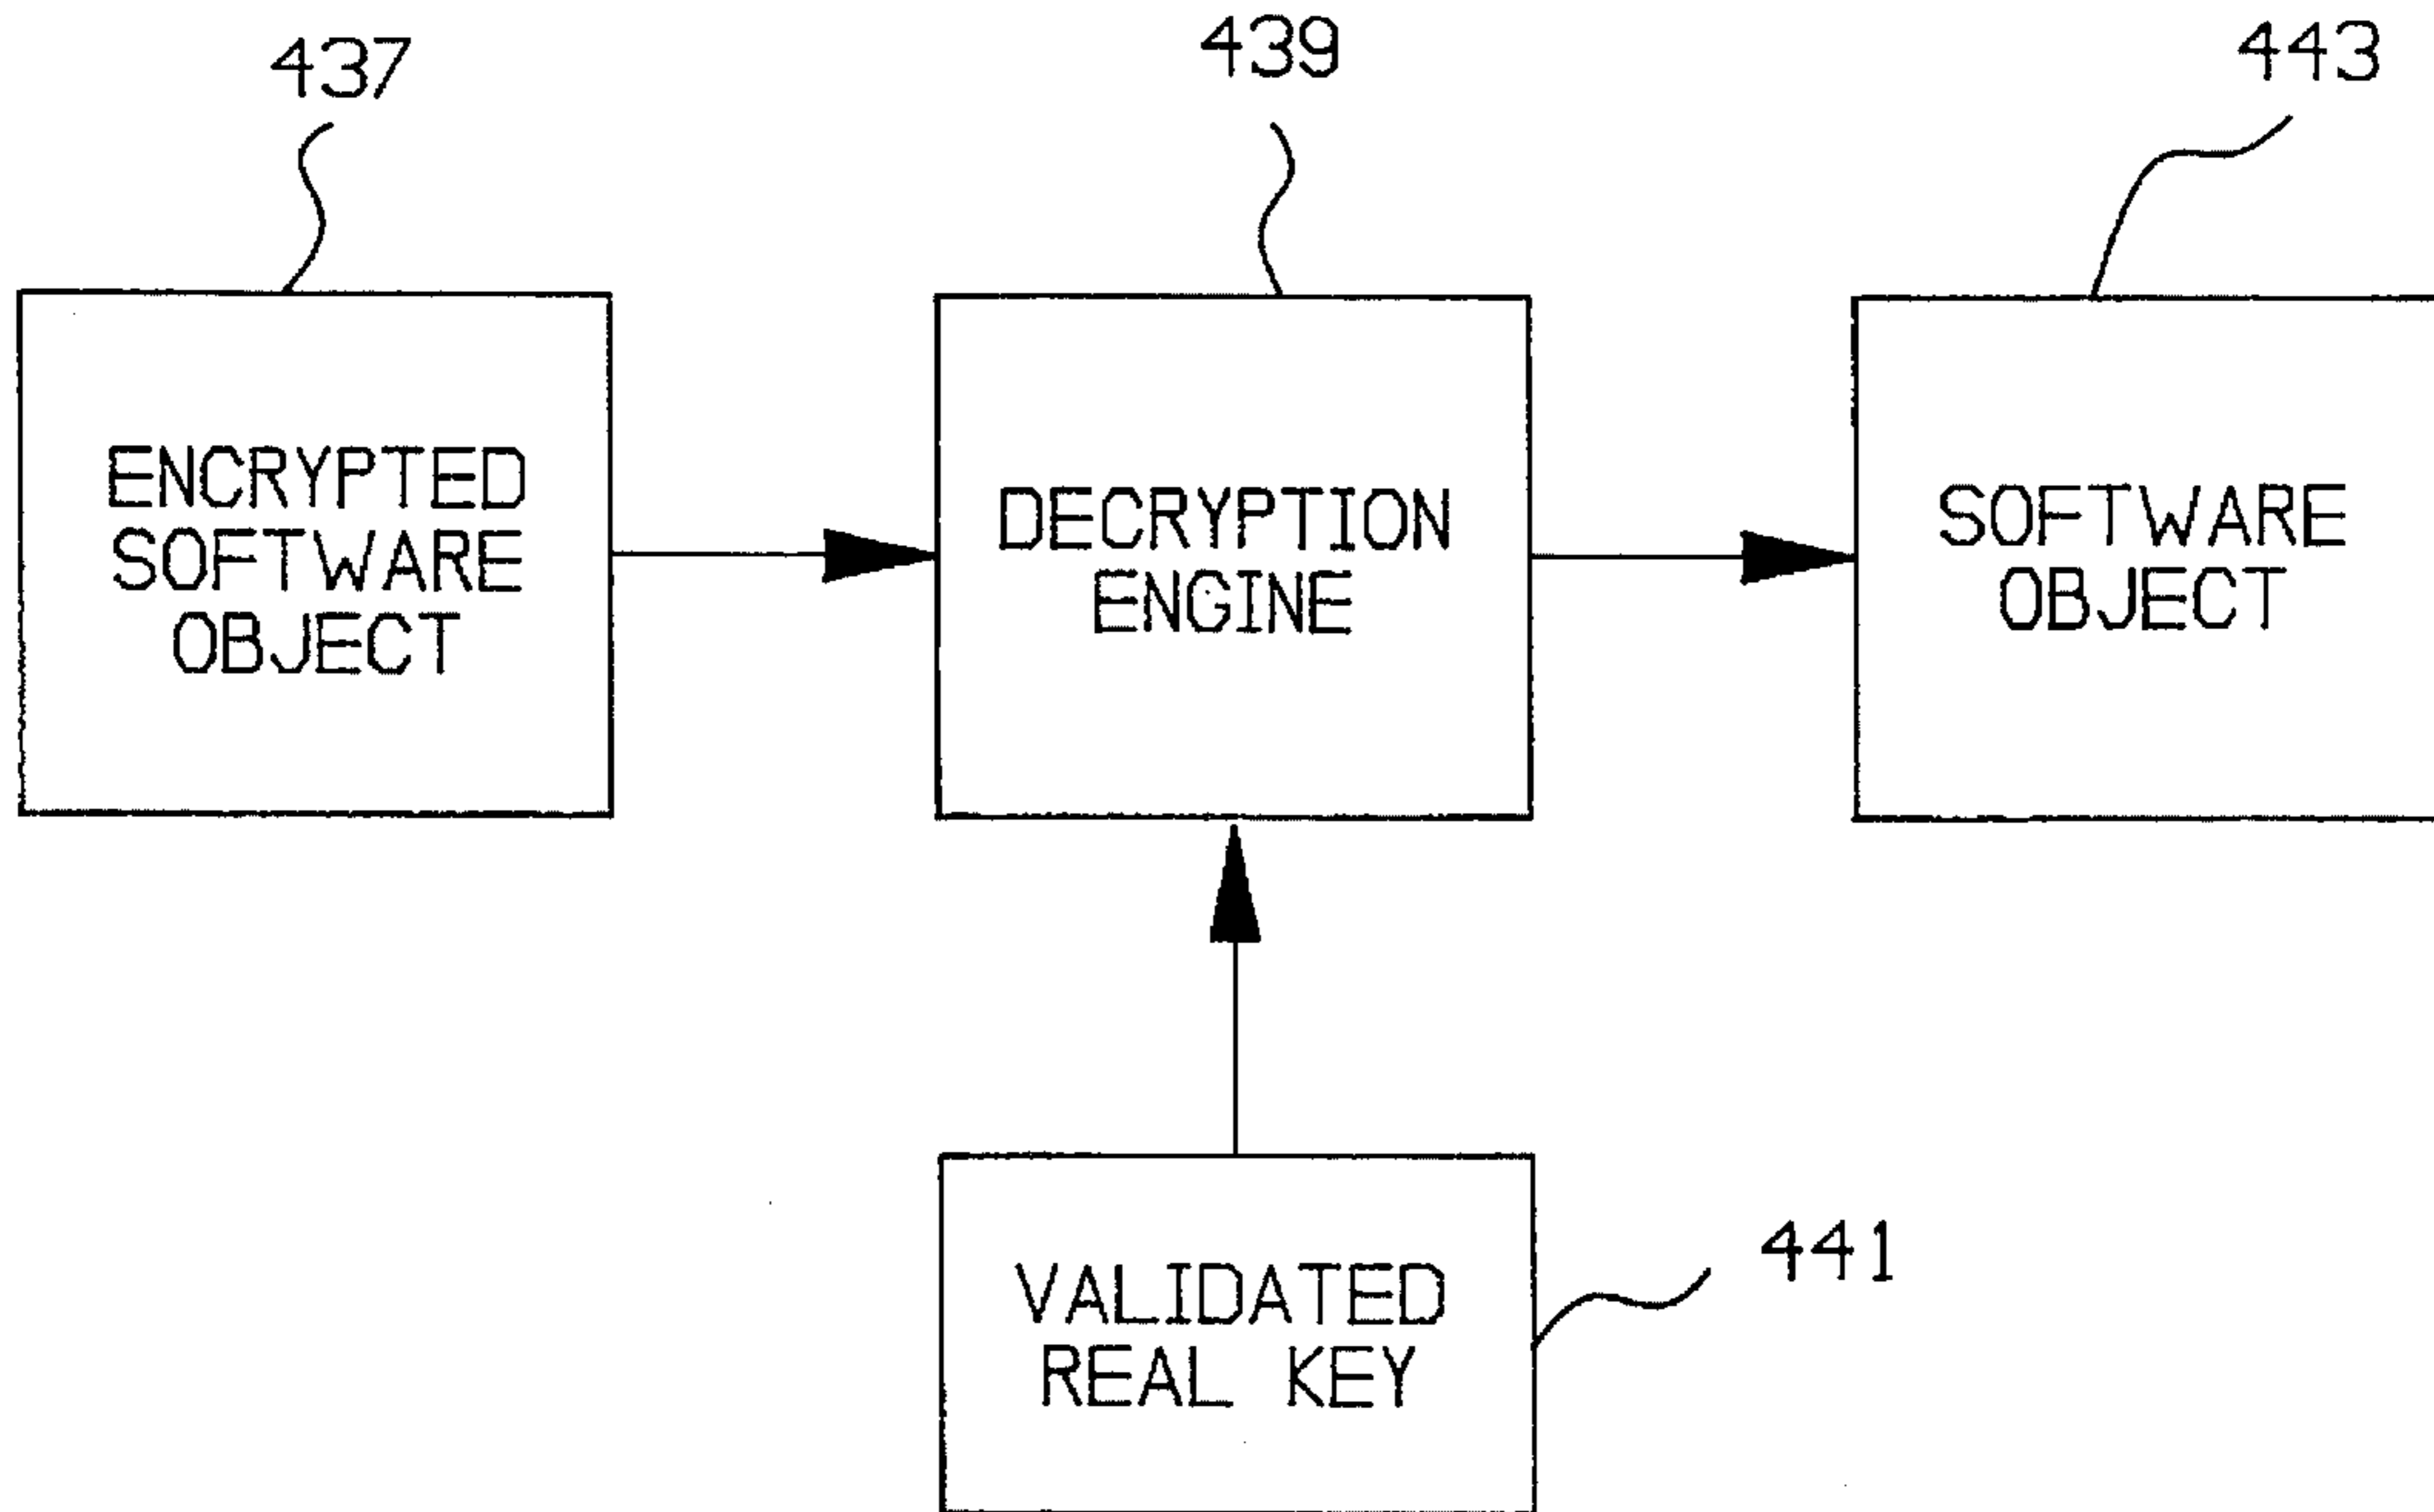 437
439
443
ENCRYPTED
SOFTWARE
OBJECT
DECRYPTION
ENGINE
SOFTWARE
OBJECT
VALIDATED
REAL KEY
441